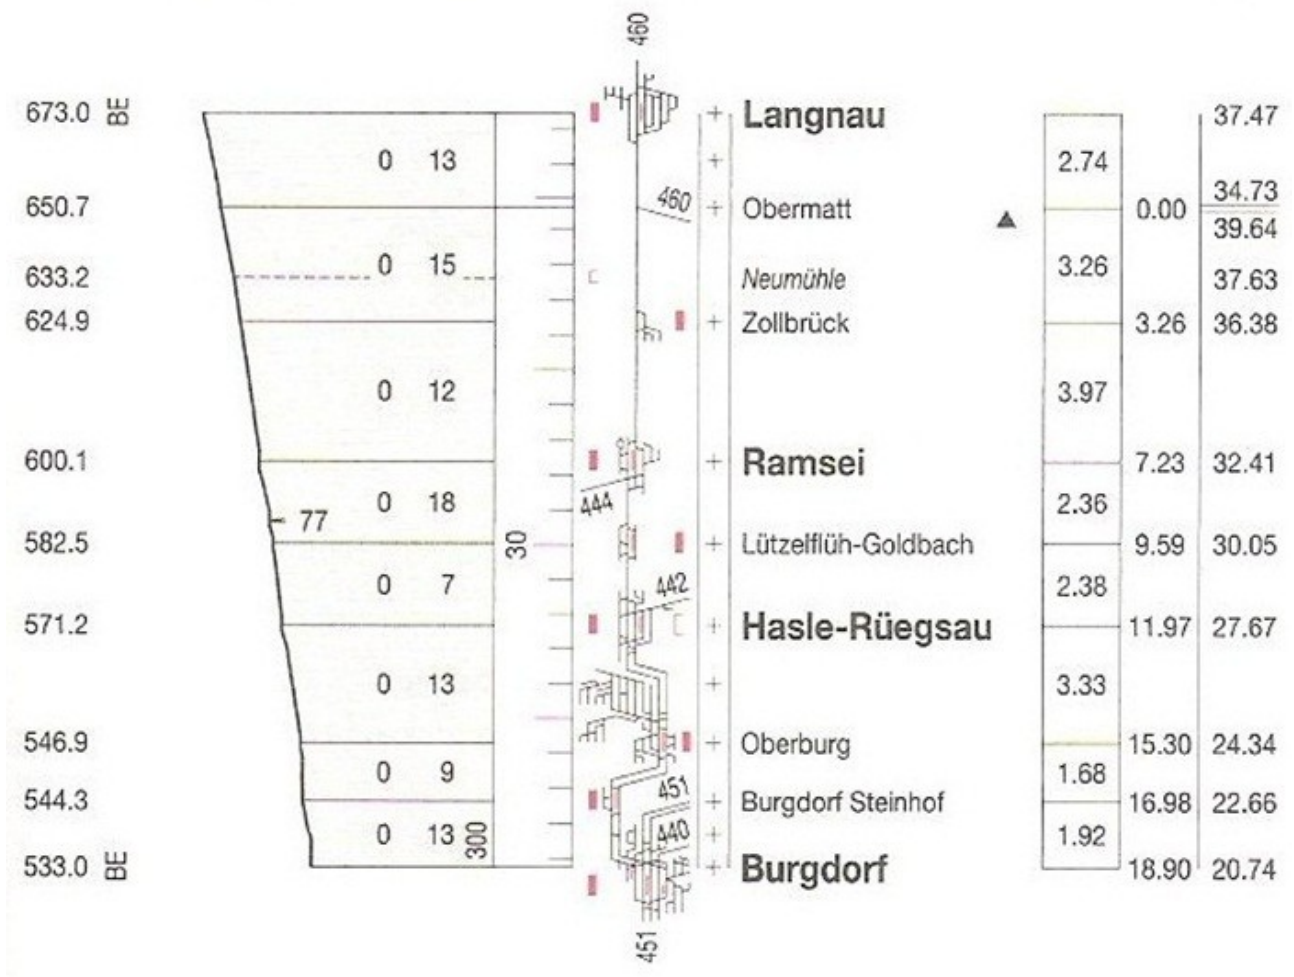 460
673.0 BE Langnau 37.47
0 13 2.74
34.73
650.7 460 Obermatt 0.00
39.64
0 15 3.26
633.2 Neumühle 37.63
624.9 Zollbrück 3.26 36.38
0 12 3.97
600.1 Ramsei 7.23 32.41
444
0 18 2.36
77
582.5 30 Lützelflüh-Goldbach 9.59 30.05
0 7 442 2.38
571.2 Hasle-Rüegsau 11.97 27.67
0 13 3.33
546.9 Oberburg 15.30 24.34
0 9 1.68
451
544.3 Burgdorf Steinhof 16.98 22.66
0 13 300 440 1.92
533.0 BE Burgdorf 18.90 20.74
451